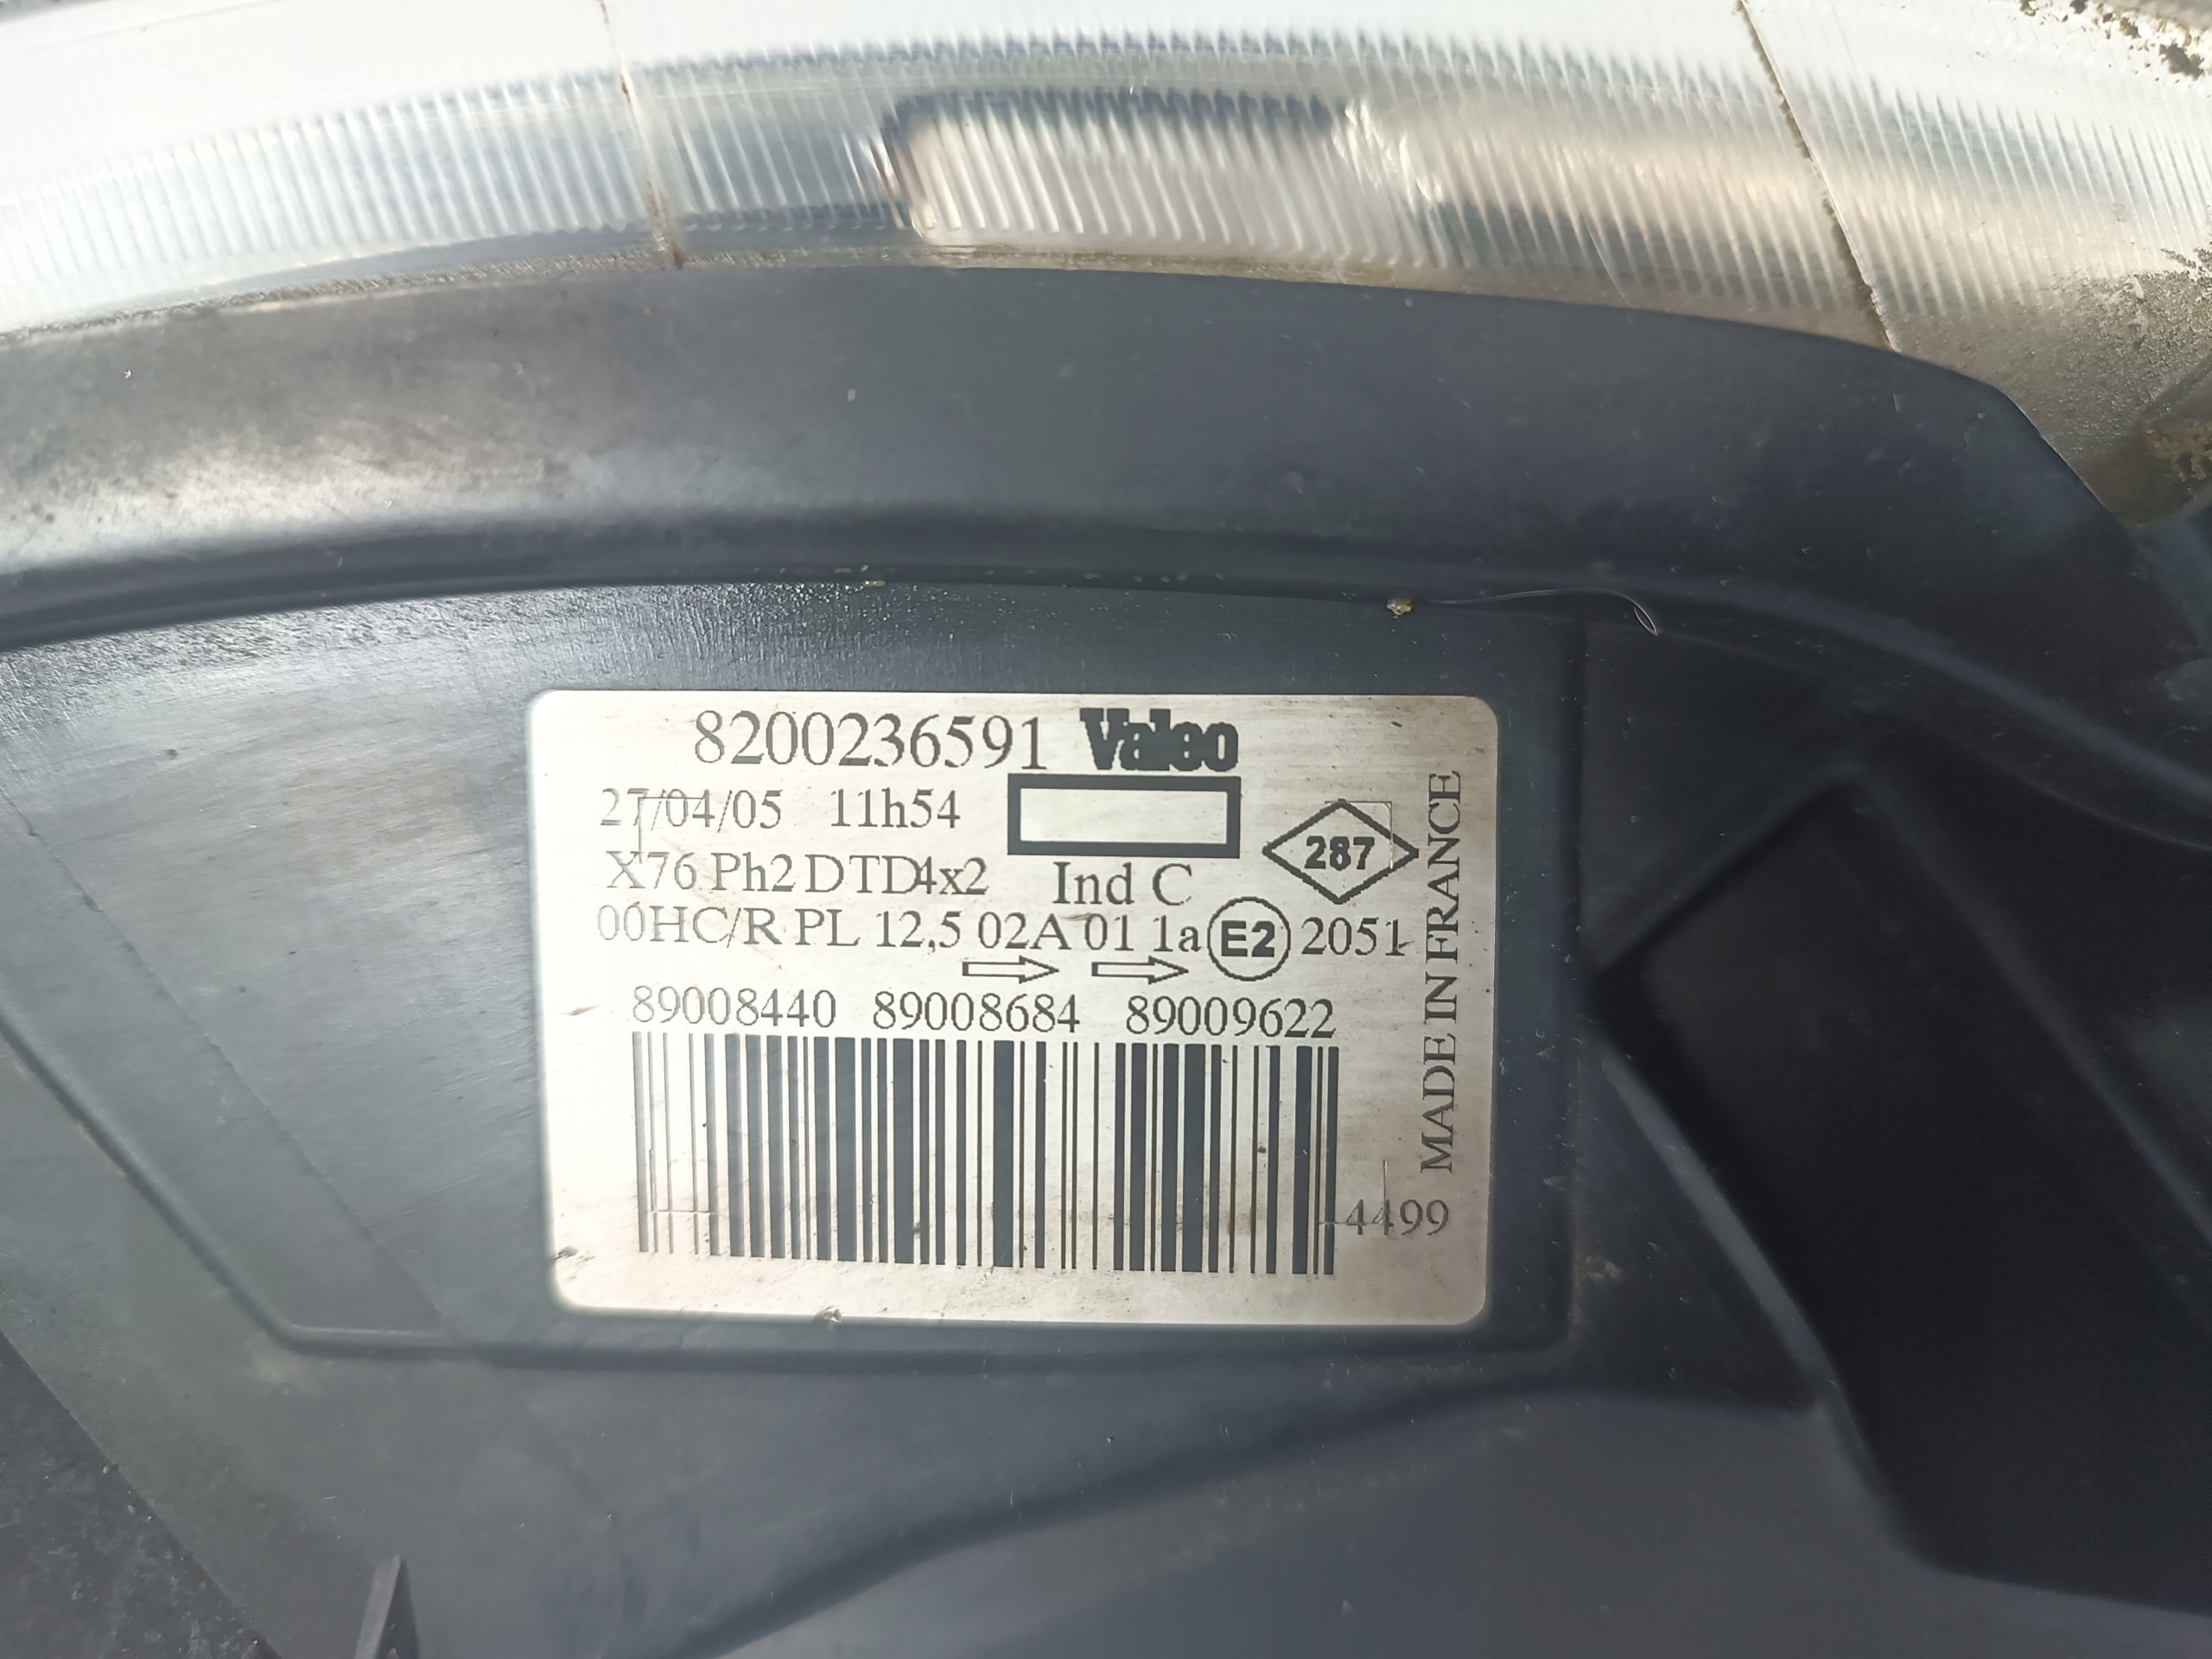 8200236591 Valeo
27/04/05 11h54
287
X76 Ph2 DTD4x2 Ind C
00HC/R PL 12,5 02A 01 1a E2 2051
89008440 89008684 89009622
4499
MADE IN FRANCE